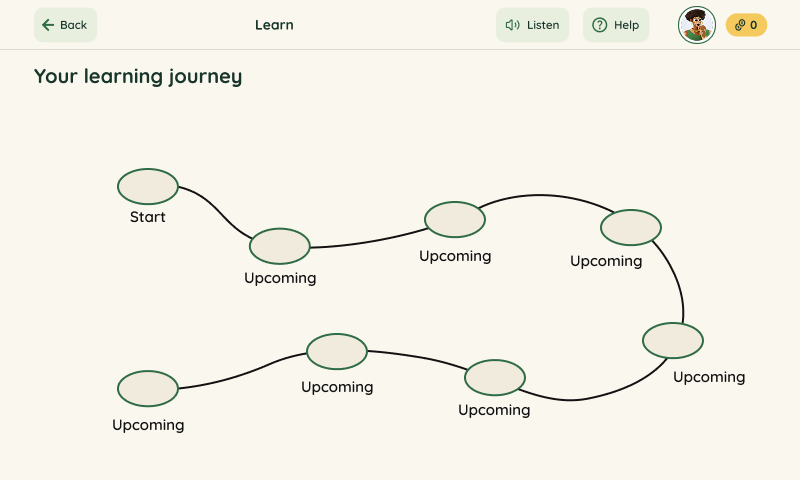 Back
Learn
Listen
Help
0
Your learning journey
Start
Upcoming
Upcoming
Upcoming
Upcoming
Upcoming
Upcoming
Upcoming